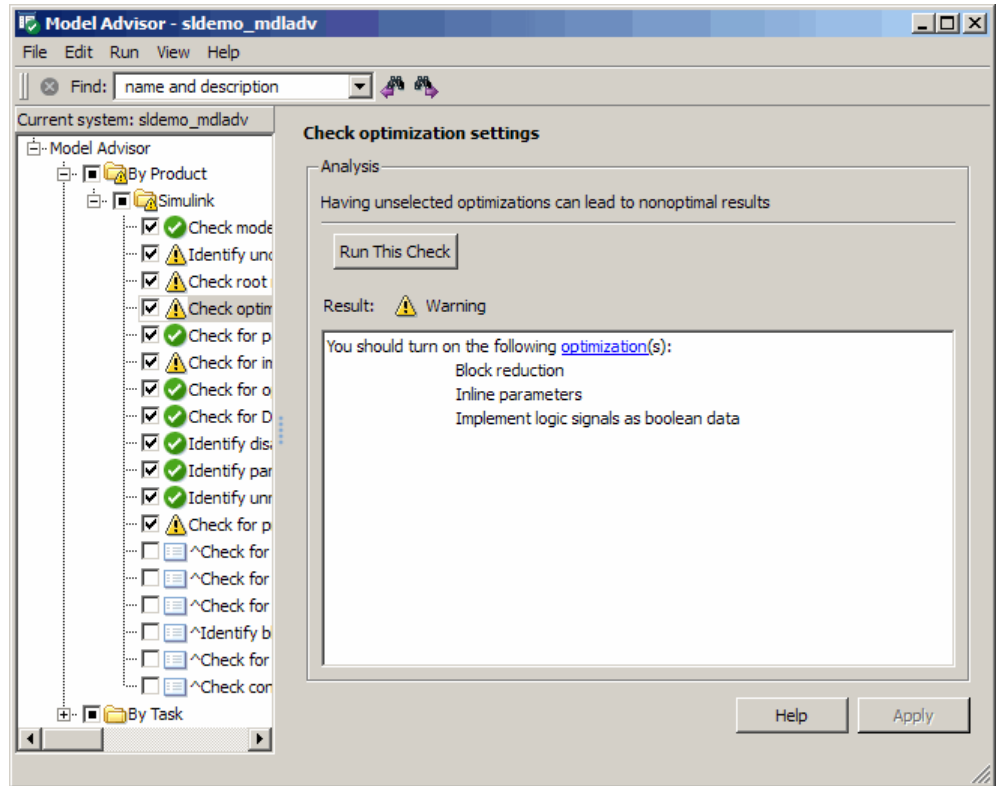 Model Advisor - sldemo_mdladv
File Edit Run View Help
Find: name and description
Current system: sldemo_mdladv
Model Advisor
By Product
Simulink
Check mode
Identify unc
Check root
Check optim
Check for p
Check for im
Check for o
Check for D
Identify disa
Identify par
Identify unr
Check for p
^Check for
^Check for
^Check for
^Identify b
^Check for
^Check con
By Task
Check optimization settings
Analysis
Having unselected optimizations can lead to nonoptimal results
Run This Check
Result: Warning
You should turn on the following optimization(s):
Block reduction
Inline parameters
Implement logic signals as boolean data
Help Apply